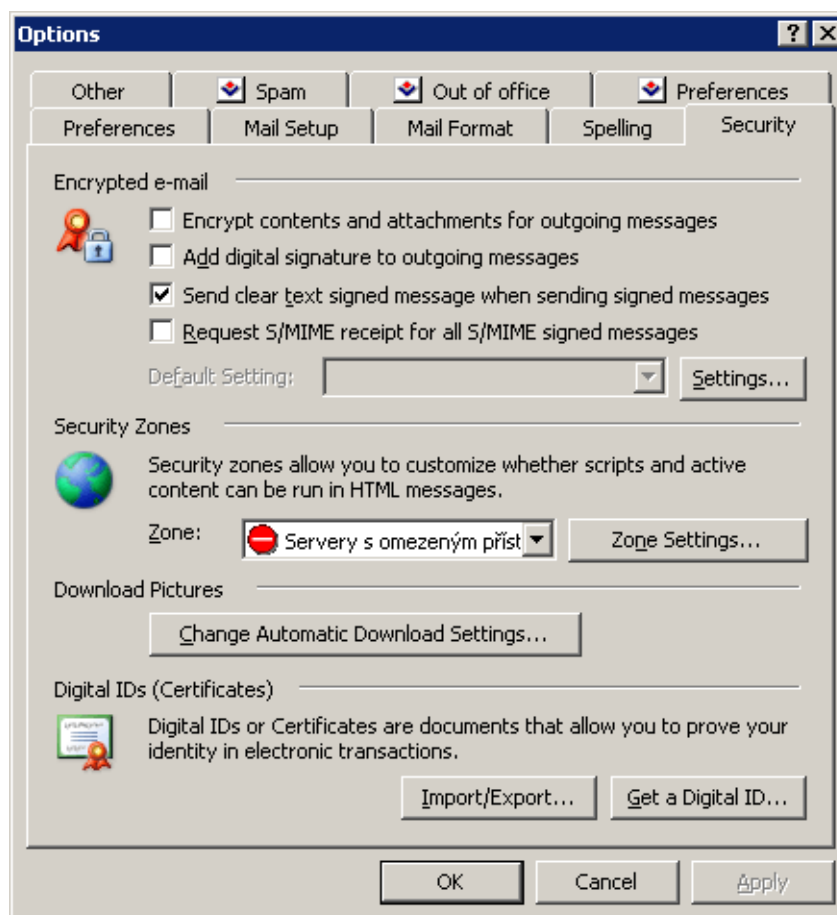 Options
Other Spam Out of office Preferences
Preferences Mail Setup Mail Format Spelling Security
Encrypted e-mail
Encrypt contents and attachments for outgoing messages
Add digital signature to outgoing messages
Send clear text signed message when sending signed messages
Request S/MIME receipt for all S/MIME signed messages
Default Setting: Settings...
Security Zones
Security zones allow you to customize whether scripts and active
content can be run in HTML messages.
Zone: Servery s omezeným příst Zone Settings...
Download Pictures
Change Automatic Download Settings...
Digital IDs (Certificates)
Digital IDs or Certificates are documents that allow you to prove your
identity in electronic transactions.
Import/Export... Get a Digital ID...
OK Cancel Apply